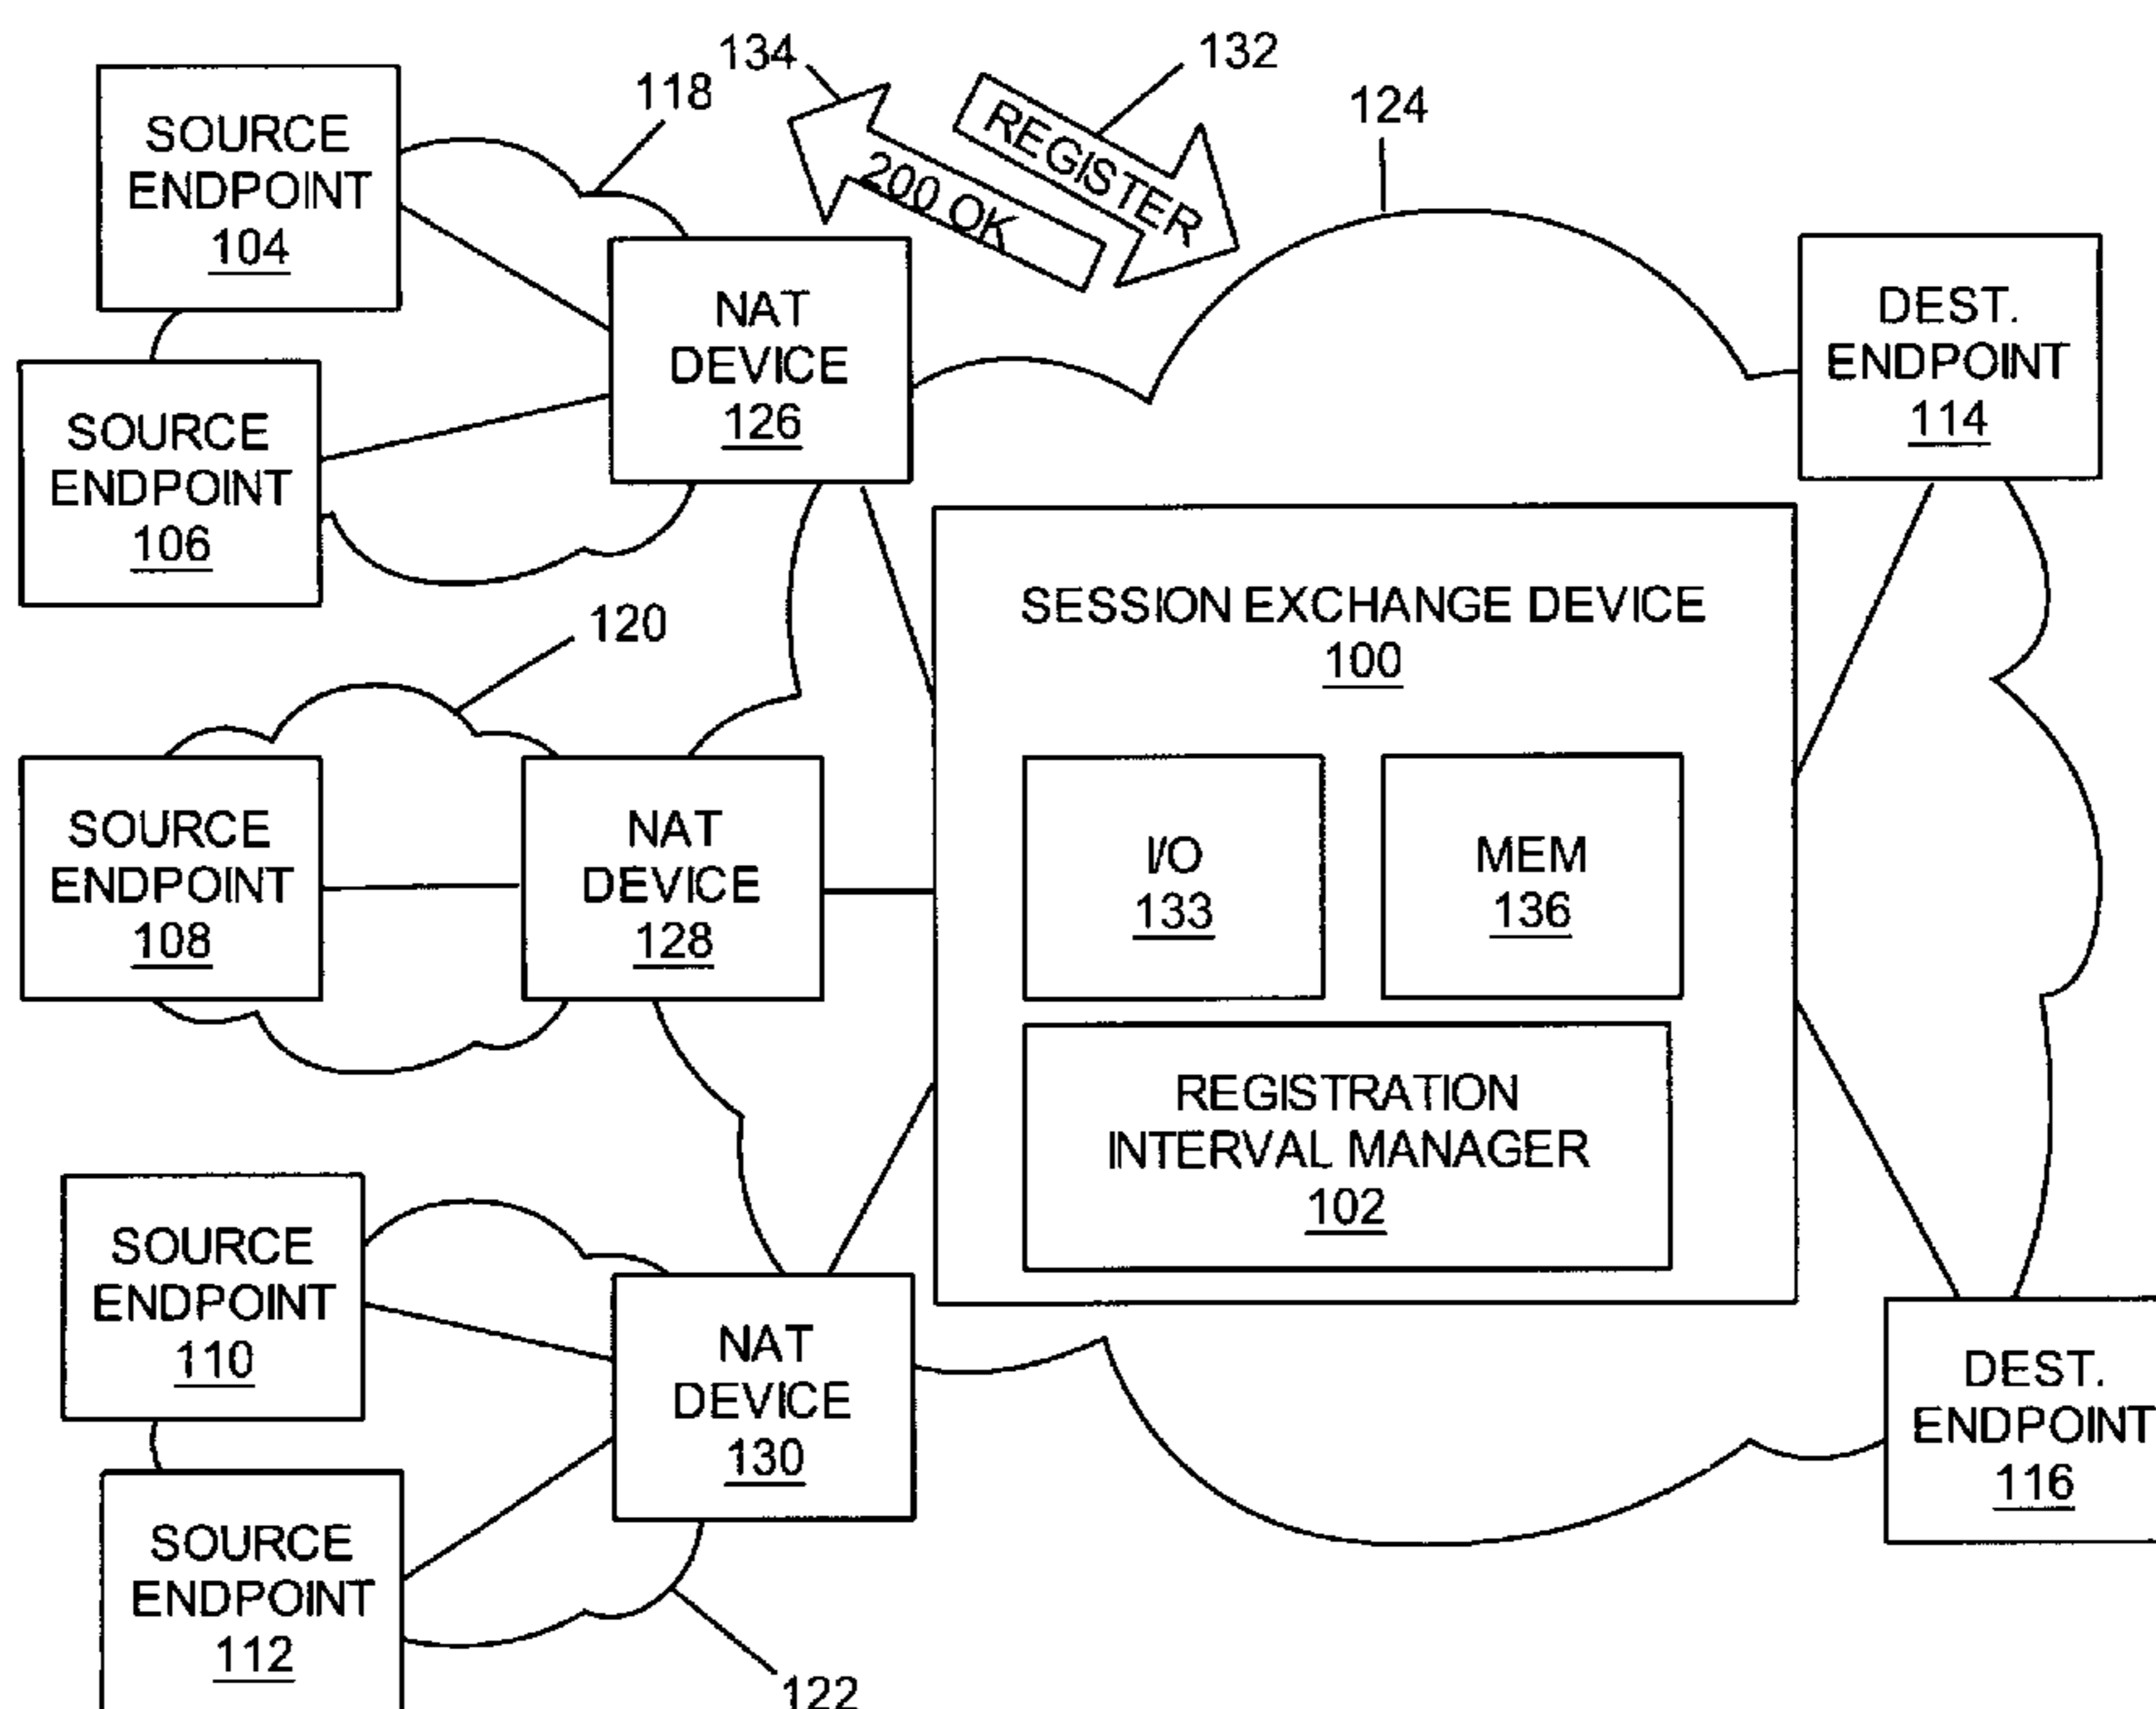 134
132
118
124
SOURCE
ENDPOINT
104
200 OK
REGISTER
NAT
DEVICE
126
DEST.
ENDPOINT
114
SOURCE
ENDPOINT
106
SESSION EXCHANGE DEVICE
100
120
SOURCE
ENDPOINT
108
NAT
DEVICE
128
I/O
133
MEM
136
REGISTRATION
INTERVAL MANAGER
102
SOURCE
ENDPOINT
110
NAT
DEVICE
130
DEST.
ENDPOINT
116
SOURCE
ENDPOINT
112
122